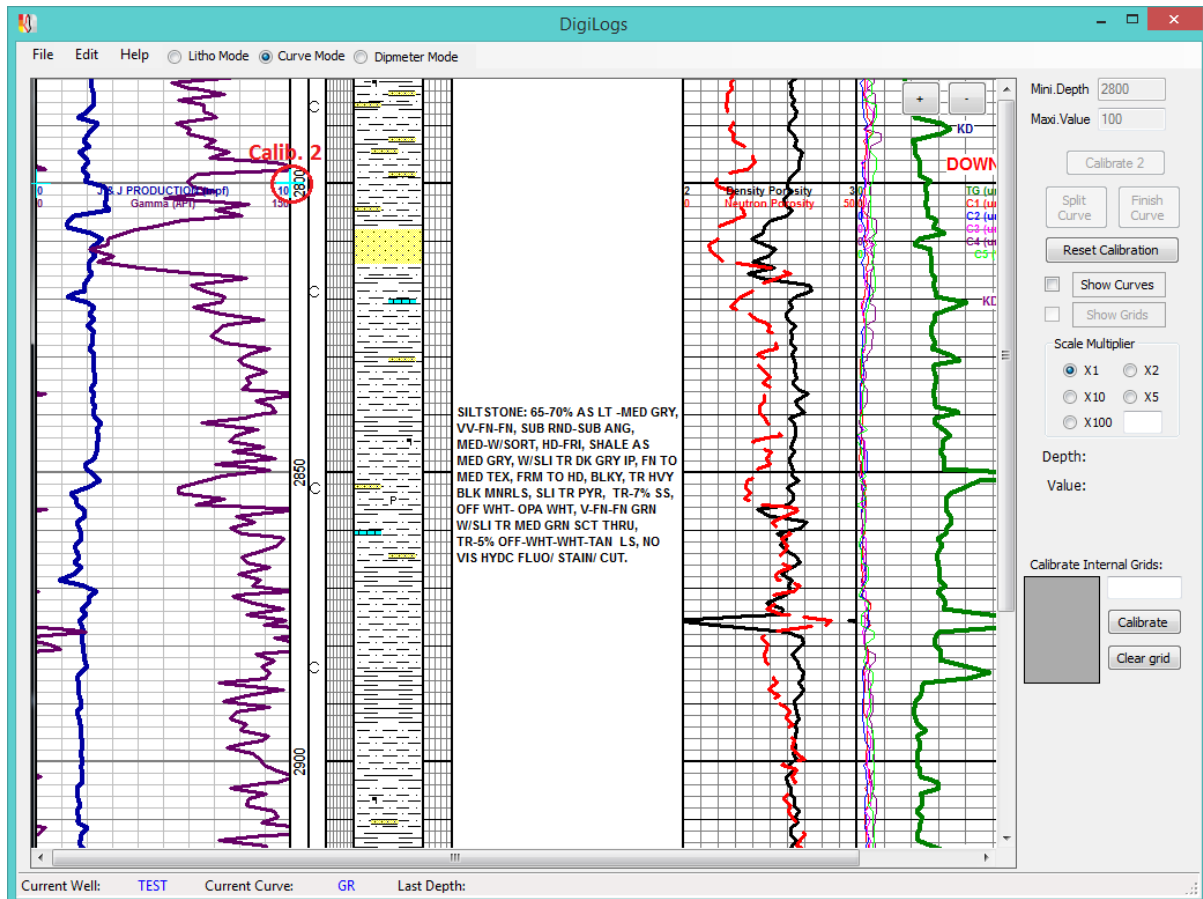 DigiLogs
File Edit Help Litho Mode Curve Mode Dipmeter Mode
+ -
Mini.Depth 2800
Maxi.Value 100
KD
Calib. 2
DOWN
Calibrate 2
2800
0 J & J PRODUCTION 10
0 Gamma (API) 150
2 Density Porosity 3
0 Neutron Porosity 50
TG (u
C1 (u
C2 (u
C3 (u
C4 (u
C5
Split Curve
Finish Curve
Reset Calibration
Show Curves
KD
Show Grids
Scale Multiplier
X1 X2
X10 X5
X100
SILTSTONE: 65-70% AS LT -MED GRY,
VV-FN-FN, SUB RND-SUB ANG,
MED-W/SORT, HD-FRI, SHALE AS
MED GRY, W/SLI TR DK GRY IP, FN TO
MED TEX, FRM TO HD, BLKY, TR HVY
BLK MNRLS, SLI TR PYR, TR-7% SS,
OFF WHT- OPA WHT, V-FN-FN GRN
W/SLI TR MED GRN SCT THRU,
TR-5% OFF-WHT-WHT-TAN LS, NO
VIS HYDC FLUO/ STAIN/ CUT.
2850
P
Depth:
Value:
Calibrate Internal Grids:
Calibrate
Clear grid
2900
Current Well: TEST Current Curve: GR Last Depth: